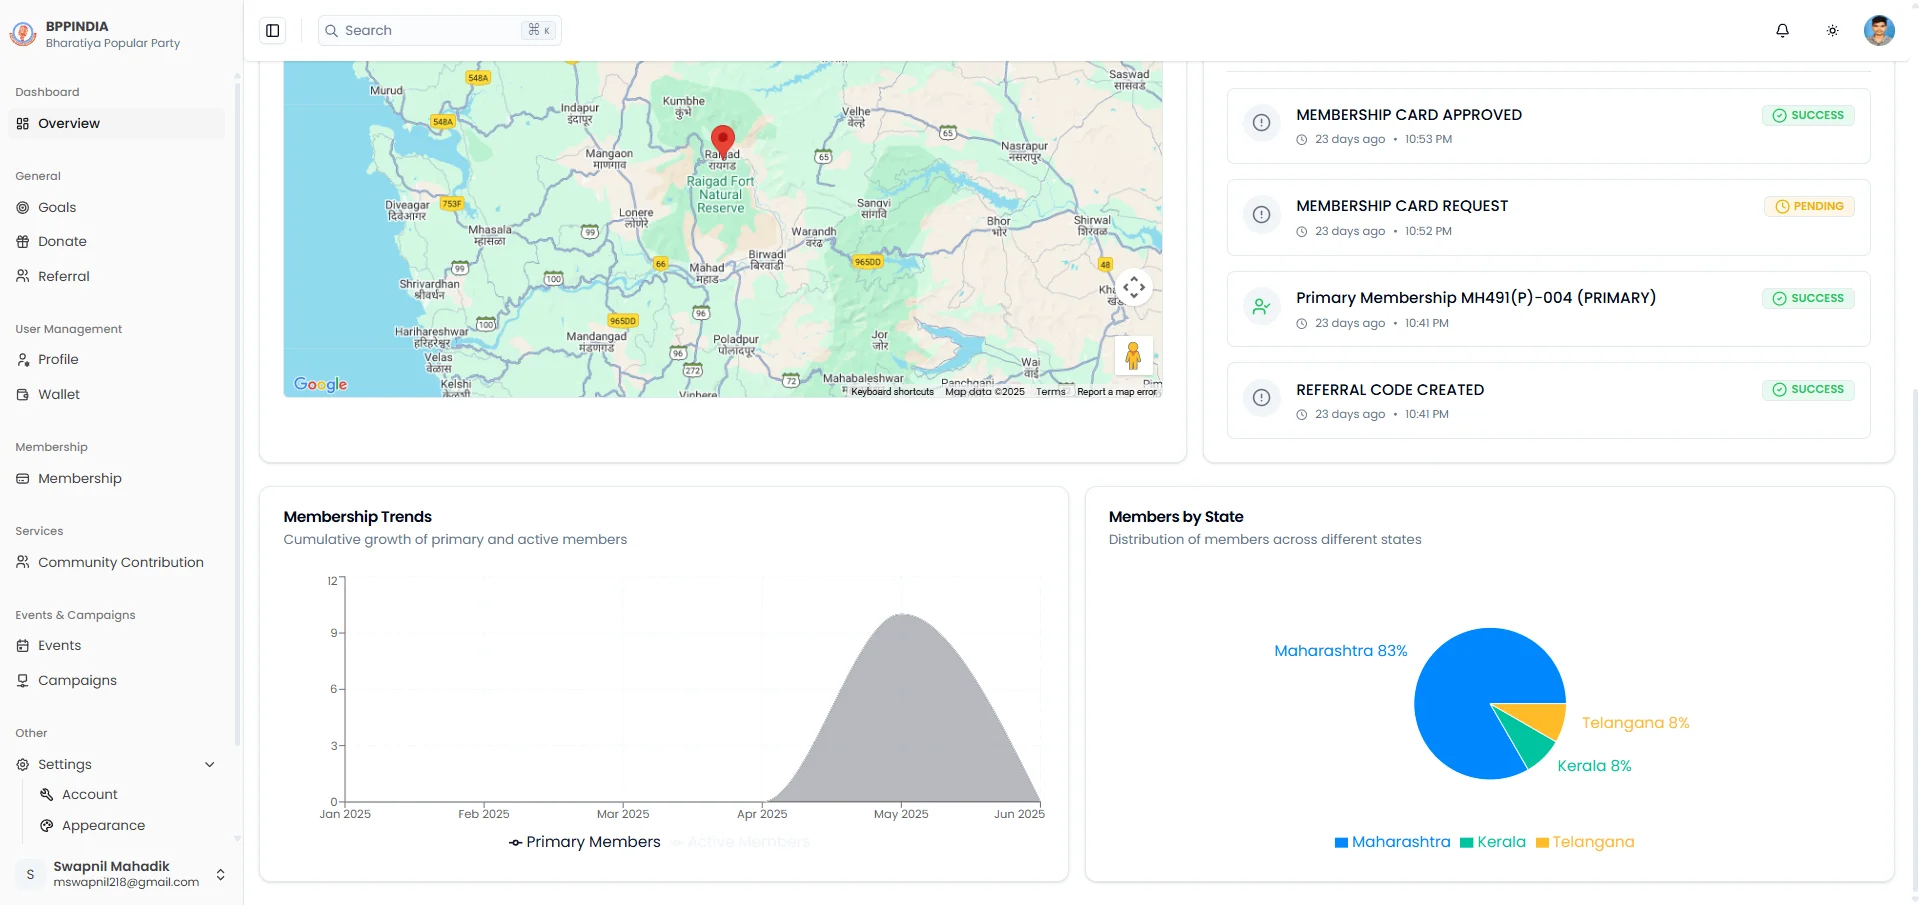 BPPINDIA
Bharatiya Popular Party
Dashboard
Overview
General
Goals
Donate
Referral
User Management
Profile
Wallet
Membership
Membership
Services
Community Contribution
Events & Campaigns
Events
Campaigns
Other
Settings
Account
Appearance
S
Swapnil Mahadik
mswapnil218@gmail.com
Search
⌘ K
Murud
548A
548A
Indapur
इंदापूर
Kumbhe
कुंभे
Velhe
वेल्हे
Saswad
सासवड
65
65
Nasrapur
नसरापूर
Mangaon
माणगाव
Raigad
रायगड
Raigad Fort
Natural
Reserve
Diveagar
दिवेआगर
753F
Lonere
लोणेरे
Sangvi
सांगवि
Bhor
भोर
Shirwal
शिरवळ
Mhasala
म्हासळा
99
Warandh
वरंध
99
100
66
Mahad
महाड
Birwadi
बिरवाडी
965DD
48
Shrivardhan
श्रीवर्धन
Harihareshwar
हरिहरेश्वर
100
965DD
96
Velas
वेळास
Mandangad
मंडणगड
96
Poladpur
पोलादपूर
Jor
जोर
272
72
Wai
वाई
Kelshi
केळशी
Mahabaleshwar
Panchgani
Vinhere
Google
Keyboard shortcuts
Map data ©2025
Terms
Report a map error
MEMBERSHIP CARD APPROVED
23 days ago • 10:53 PM
SUCCESS
MEMBERSHIP CARD REQUEST
23 days ago • 10:52 PM
PENDING
Primary Membership MH491(P)-004 (PRIMARY)
23 days ago • 10:41 PM
SUCCESS
REFERRAL CODE CREATED
23 days ago • 10:41 PM
SUCCESS
Membership Trends
Cumulative growth of primary and active members
12
9
6
3
0
Jan 2025
Feb 2025
Mar 2025
Apr 2025
May 2025
Jun 2025
Primary Members
Active Members
Members by State
Distribution of members across different states
Maharashtra 83%
Telangana 8%
Kerala 8%
Maharashtra
Kerala
Telangana